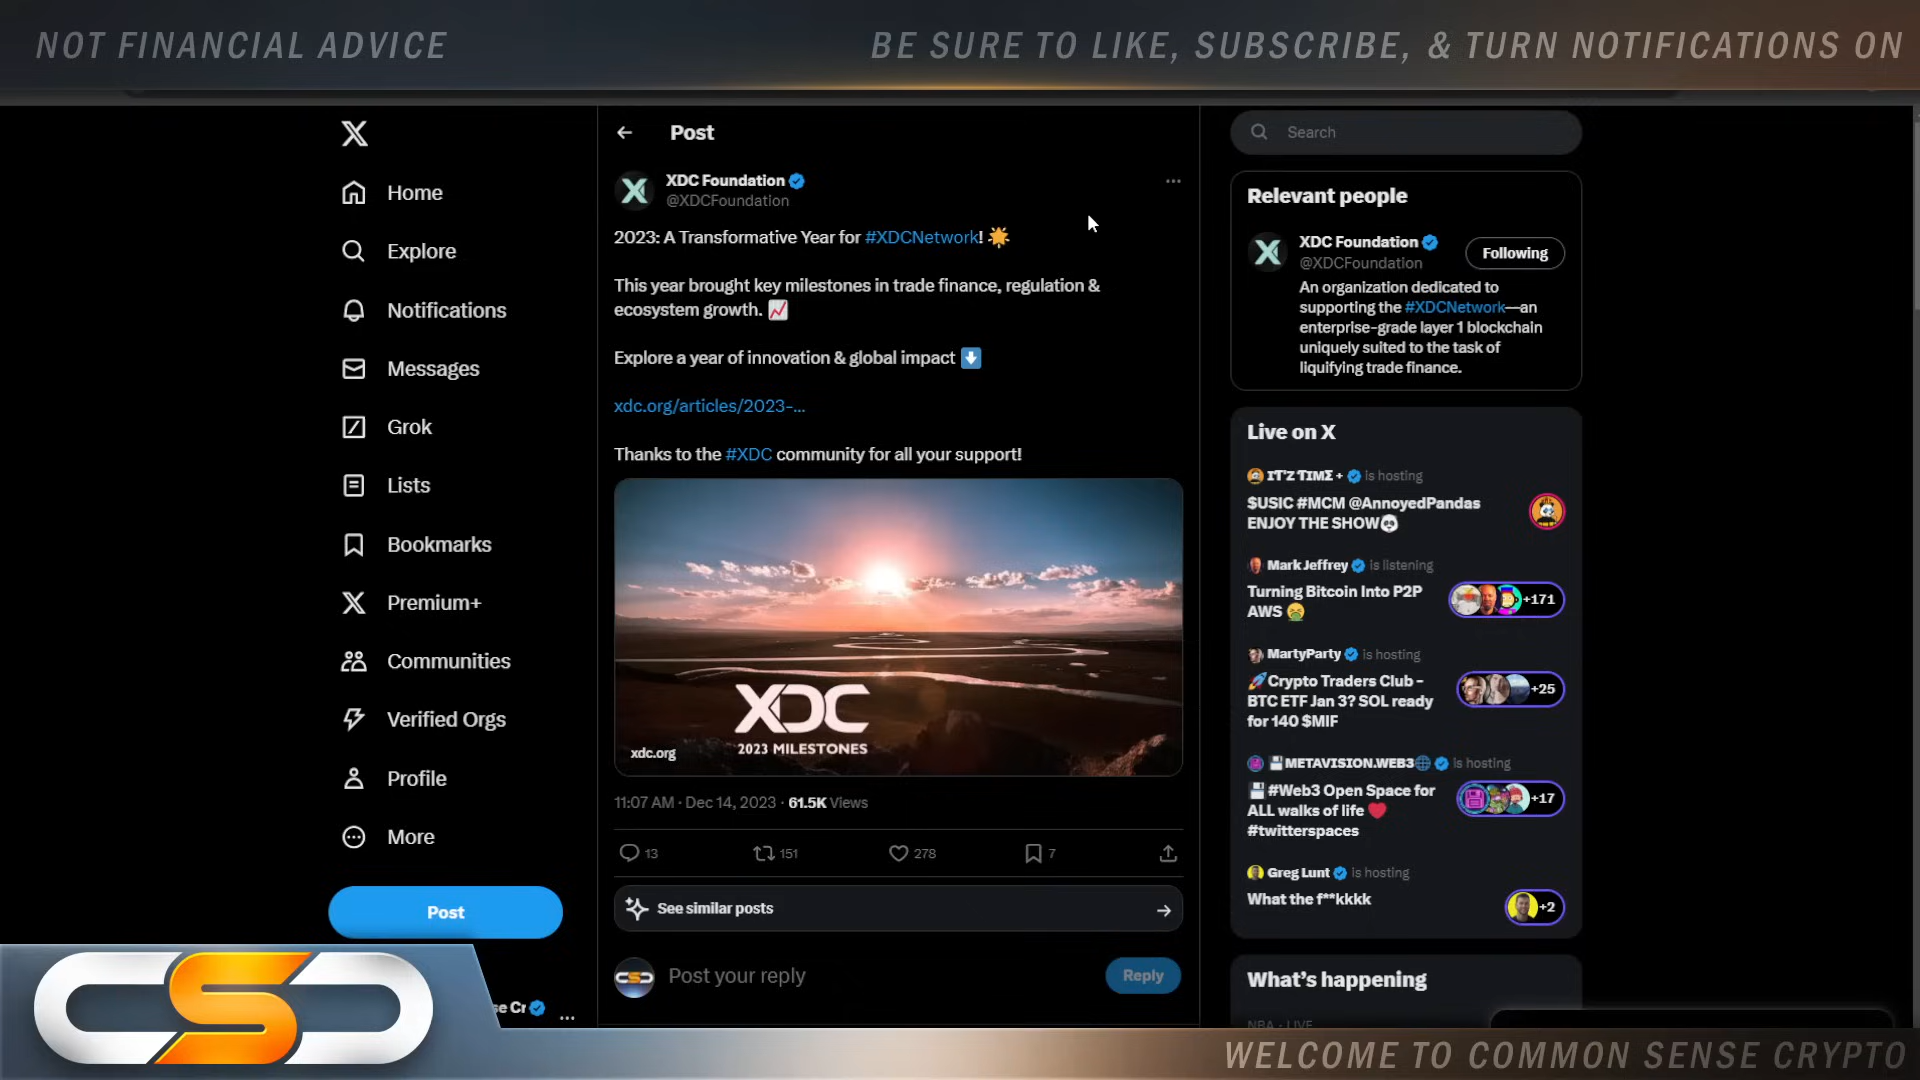 NOT FINANCIAL ADVICE
BE SURE TO LIKE, SUBSCRIBE, & TURN NOTIFICATIONS ON
Home
Explore
Notifications
Messages
Grok
Lists
Bookmarks
Premium+
Communities
Verified Orgs
Profile
More
Post
se Cr
Post
XDC Foundation
@XDCFoundation
2023: A Transformative Year for #XDCNetwork! 🌟
This year brought key milestones in trade finance, regulation &
ecosystem growth. 📈
Explore a year of innovation & global impact ⬇️
xdc.org/articles/2023-...
Thanks to the #XDC community for all your support!
XDC
2023 MILESTONES
xdc.org
11:07 AM · Dec 14, 2023 · 61.5K Views
13
151
278
7
See similar posts
Post your reply
Reply
Search
Relevant people
XDC Foundation
@XDCFoundation
Following
An organization dedicated to
supporting the #XDCNetwork—an
enterprise-grade layer 1 blockchain
uniquely suited to the task of
liquifying trade finance.
Live on X
IT'Z TIMΣ + is hosting
$USIC #MCM @AnnoyedPandas
ENJOY THE SHOW🐼
Mark Jeffrey is listening
Turning Bitcoin Into P2P
AWS 🤮
+171
MartyParty is hosting
🚀Crypto Traders Club -
BTC ETF Jan 3? SOL ready
for 140 $MIF
+25
💾METAVISION.WEB3🌐 is hosting
💾#Web3 Open Space for
ALL walks of life ❤️
#twitterspaces
+17
Greg Lunt is hosting
What the f**kkkk
+2
What's happening
NBA · LIVE
CSC
WELCOME TO COMMON SENSE CRYPTO